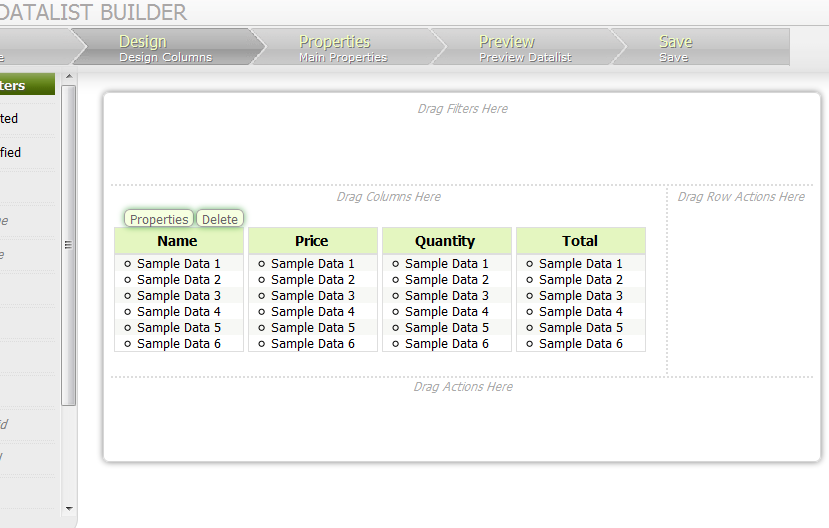 DATALIST BUILDER
Design Properties Preview Save
Design Columns Main Properties Preview Datalist Save
ters
ted
fied
Drag Filters Here
Drag Columns Here
Drag Row Actions Here
Properties Delete
Name Price Quantity Total
Sample Data 1 Sample Data 1 Sample Data 1 Sample Data 1
Sample Data 2 Sample Data 2 Sample Data 2 Sample Data 2
Sample Data 3 Sample Data 3 Sample Data 3 Sample Data 3
Sample Data 4 Sample Data 4 Sample Data 4 Sample Data 4
Sample Data 5 Sample Data 5 Sample Data 5 Sample Data 5
Sample Data 6 Sample Data 6 Sample Data 6 Sample Data 6
Drag Actions Here